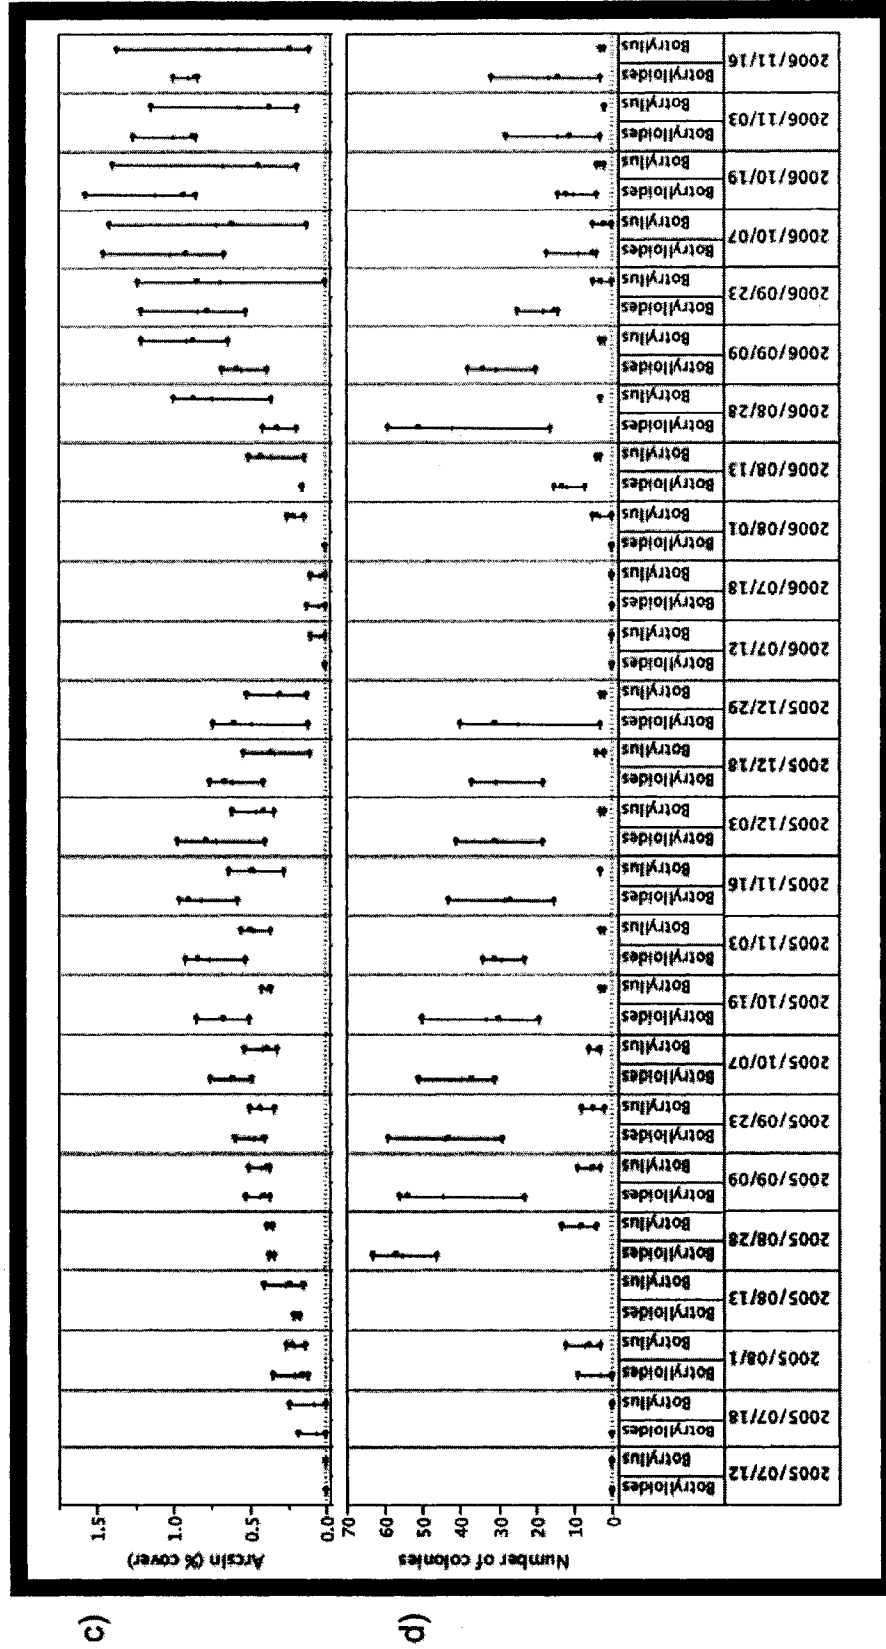 c)
Arcsin (% cover)
1.5
1.0
0.5
0.0
d)
Number of colonies
70
60
50
40
30
20
10
0
Botrylloides
Botryllus
2005/07/12
Botrylloides
Botryllus
2005/07/18
Botrylloides
Botryllus
2005/08/1
Botrylloides
Botryllus
2005/08/13
Botrylloides
Botryllus
2005/08/28
Botrylloides
Botryllus
2005/09/09
Botrylloides
Botryllus
2005/09/23
Botrylloides
Botryllus
2005/10/07
Botrylloides
Botryllus
2005/10/19
Botrylloides
Botryllus
2005/11/03
Botrylloides
Botryllus
2005/11/16
Botrylloides
Botryllus
2005/12/03
Botrylloides
Botryllus
2005/12/18
Botrylloides
Botryllus
2005/12/29
Botrylloides
Botryllus
2006/07/12
Botrylloides
Botryllus
2006/07/18
Botrylloides
Botryllus
2006/08/01
Botrylloides
Botryllus
2006/08/13
Botrylloides
Botryllus
2006/08/28
Botrylloides
Botryllus
2006/09/09
Botrylloides
Botryllus
2006/09/23
Botrylloides
Botryllus
2006/10/07
Botrylloides
Botryllus
2006/10/19
Botrylloides
Botryllus
2006/11/03
Botrylloides
Botryllus
2006/11/16